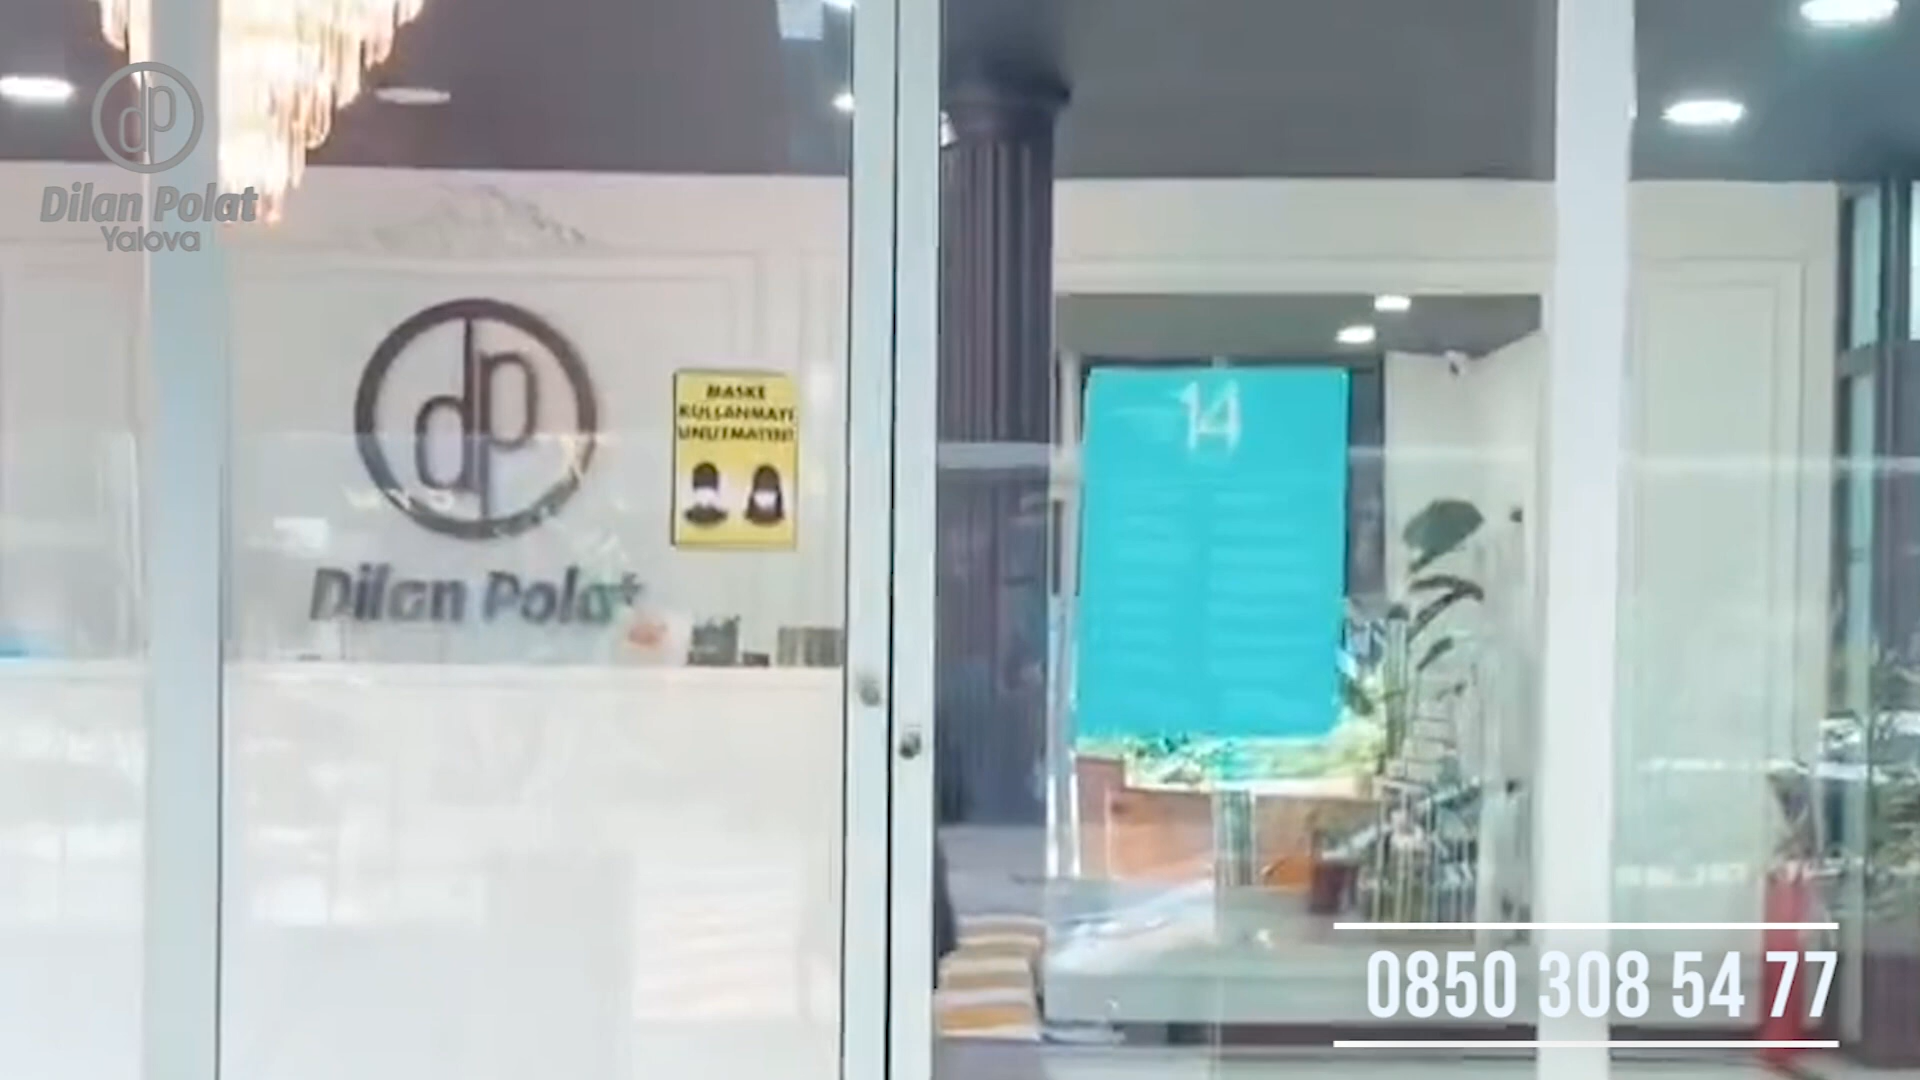 dp
Dilan Polat
Yalova
dp
Dilan Polat
MASKE
KULLANMAYI
UNUTMAYIN!
14
0850 308 54 77